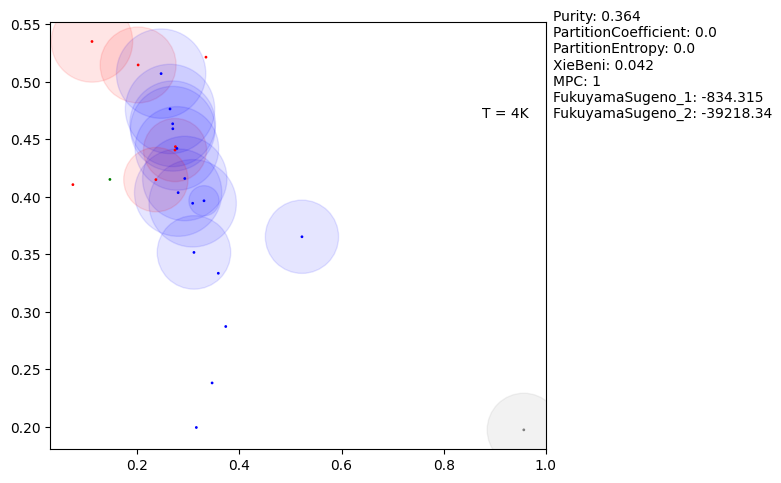 Purity: 0.364
PartitionCoefficient: 0.0
PartitionEntropy: 0.0
XieBeni: 0.042
MPC: 1
FukuyamaSugeno_1: -834.315
FukuyamaSugeno_2: -39218.34
T = 4K
0.55
0.50
0.45
0.40
0.35
0.30
0.25
0.20
0.2 0.4 0.6 0.8 1.0